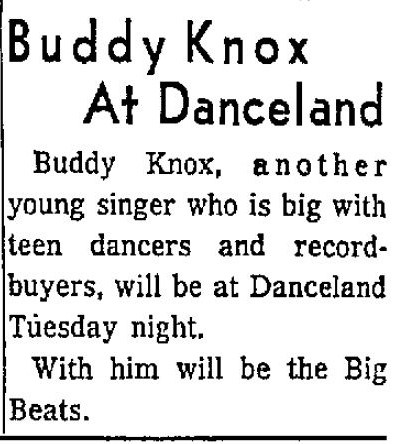 Buddy Knox
At Danceland
Buddy Knox, another
young singer who is big with
teen dancers and record-
buyers, will be at Danceland
Tuesday night.
With him will be the Big
Beats.